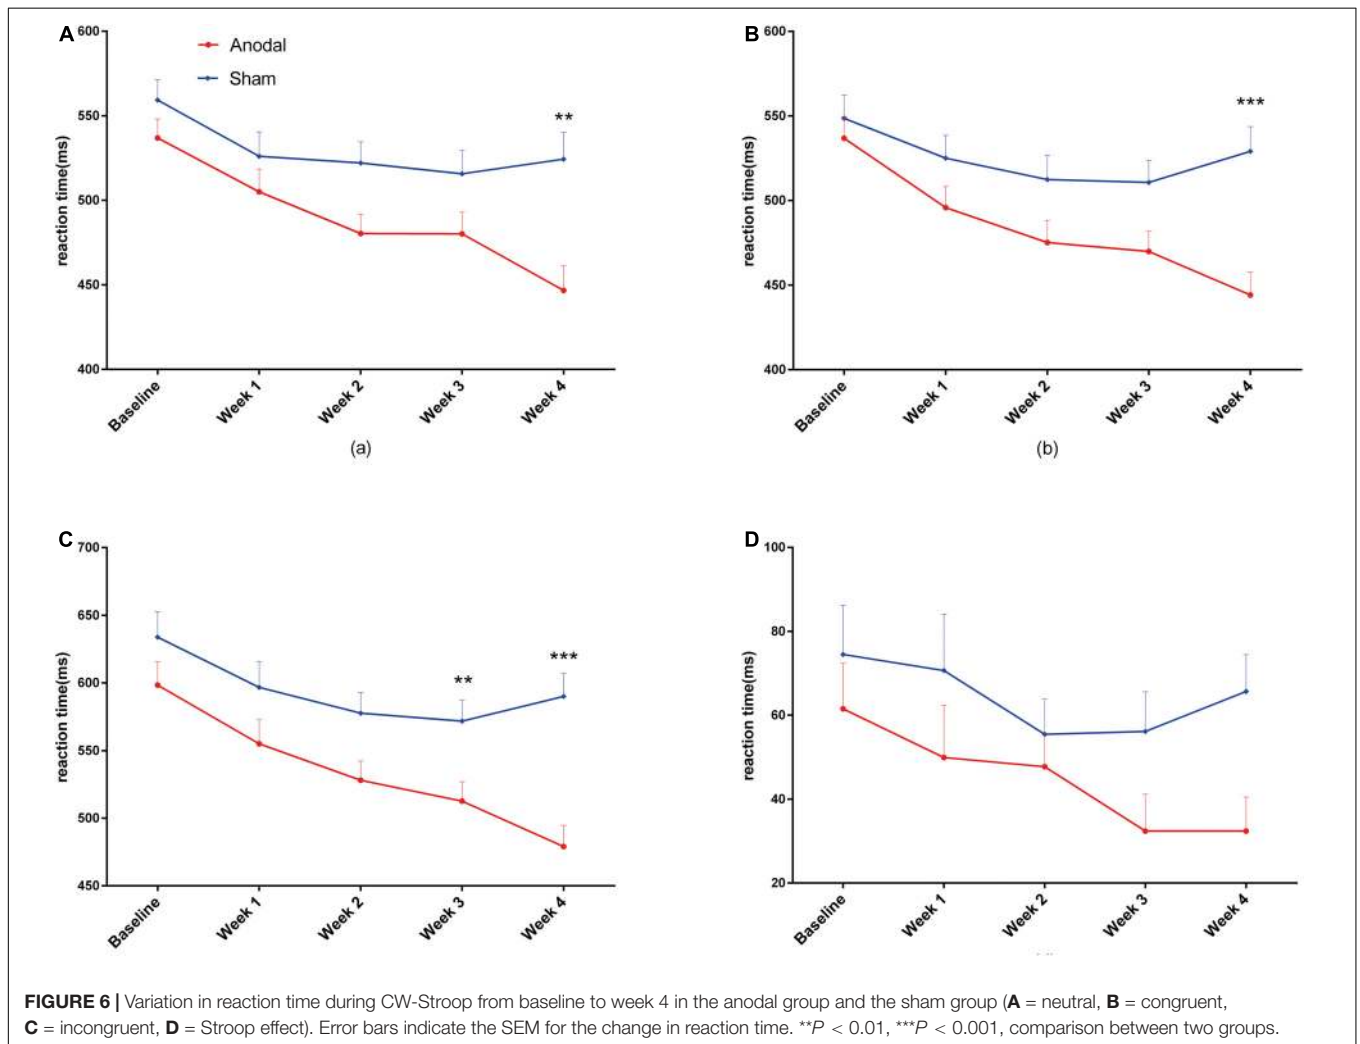 A
600
550
500
450
400
reaction time(ms)
Anodal
Sham
**
Baseline
Week 1
Week 2
Week 3
Week 4
(a)
B
600
550
500
450
400
reaction time(ms)
***
Baseline
Week 1
Week 2
Week 3
Week 4
(b)
C
700
650
600
550
500
450
reaction time(ms)
**
***
Baseline
Week 1
Week 2
Week 3
Week 4
D
100
80
60
40
20
reaction time(ms)
Baseline
Week 1
Week 2
Week 3
Week 4
FIGURE 6 | Variation in reaction time during CW-Stroop from baseline to week 4 in the anodal group and the sham group (A = neutral, B = congruent,
C = incongruent, D = Stroop effect). Error bars indicate the SEM for the change in reaction time. **P < 0.01, ***P < 0.001, comparison between two groups.